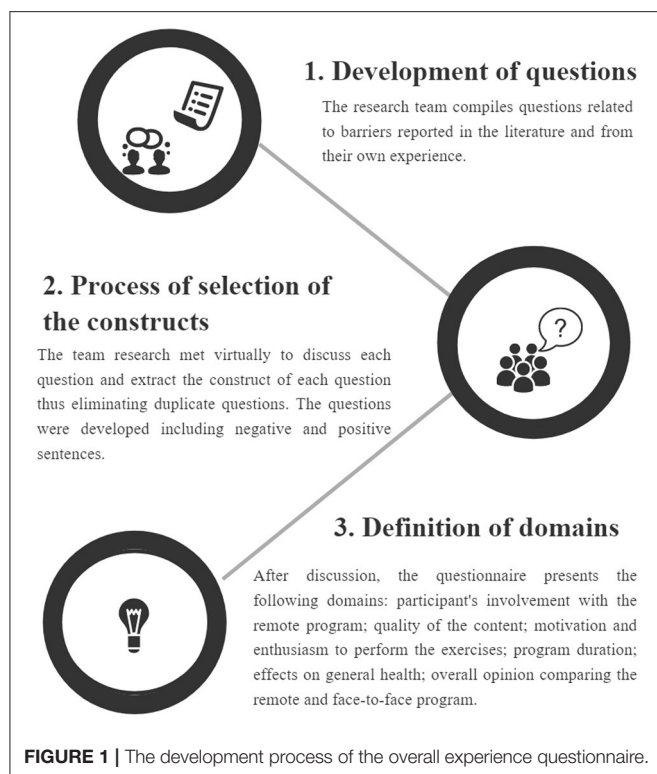 1. Development of questions
The research team compiles questions related
to barriers reported in the literature and from
their own experience.
?
2. Process of selection of
the constructs
The team research met virtually to discuss each
question and extract the construct of each question
thus eliminating duplicate questions. The questions
were developed including negative and positive
sentences.
3. Definition of domains
After discussion, the questionnaire presents the
following domains: participant's involvement with the
remote program; quality of the content; motivation and
enthusiasm to perform the exercises; program duration;
effects on general health; overall opinion comparing the
remote and face-to-face program.
FIGURE 1 | The development process of the overall experience questionnaire.